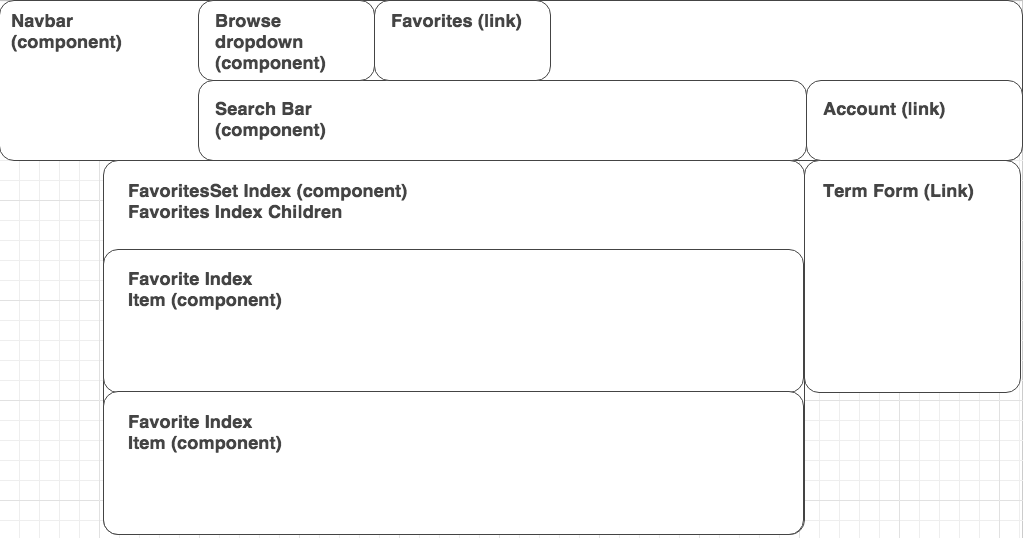 Navbar
(component)
Browse
dropdown
(component)
Favorites (link)
Search Bar
(component)
Account (link)
FavoritesSet Index (component)
Favorites Index Children
Term Form (Link)
Favorite Index
Item (component)
Favorite Index
Item (component)